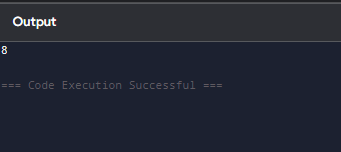 Output
8
=== Code Execution Successful ===